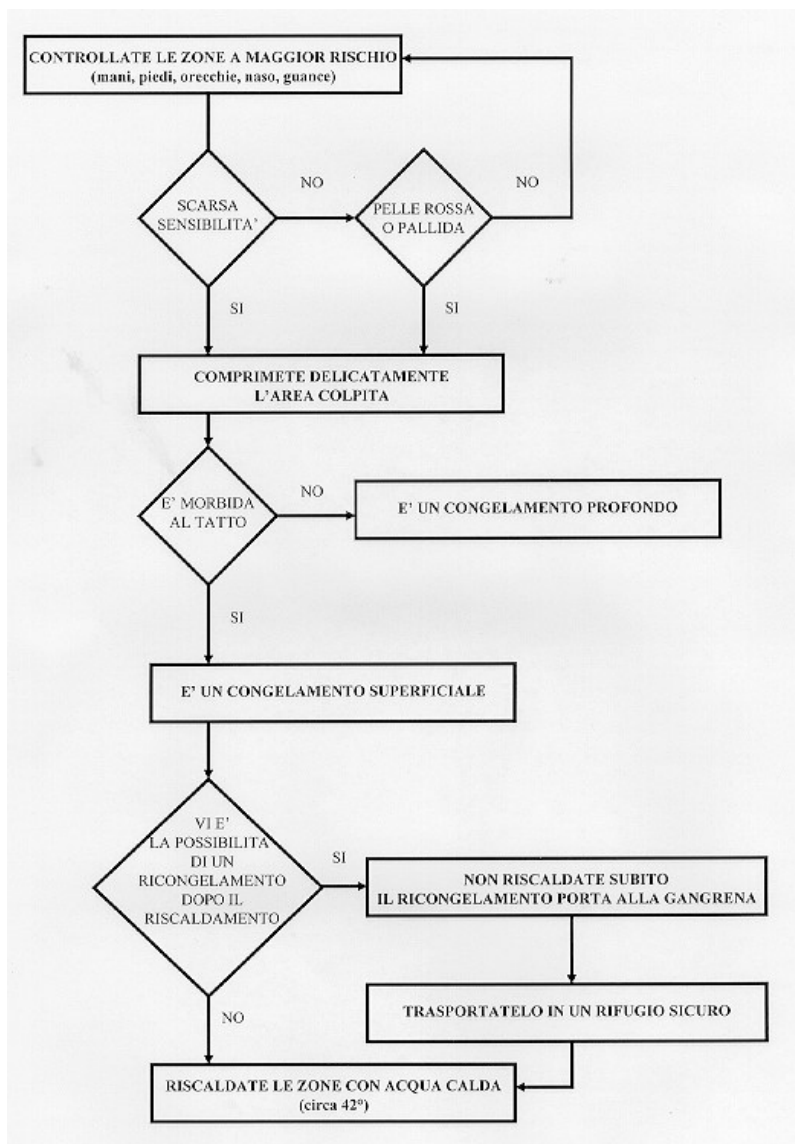 CONTROLLATE LE ZONE A MAGGIOR RISCHIO
(mani, piedi, orecchie, naso, guance)
SCARSA
SENSIBILITA'
NO
PELLE ROSSA
O PALLIDA
NO
SI
SI
COMPRIMETE DELICATAMENTE
L'AREA COLPITA
E' MORBIDA
AL TATTO
NO
E' UN CONGELAMENTO PROFONDO
SI
E' UN CONGELAMENTO SUPERFICIALE
VI E'
LA POSSIBILITA
DI UN
RICONGELAMENTO
DOPO IL
RISCALDAMENTO
SI
NON RISCALDATE SUBITO
IL RICONGELAMENTO PORTA ALLA GANGRENA
TRASPORTATELO IN UN RIFUGIO SICURO
NO
RISCALDATE LE ZONE CON ACQUA CALDA
(circa 42°)